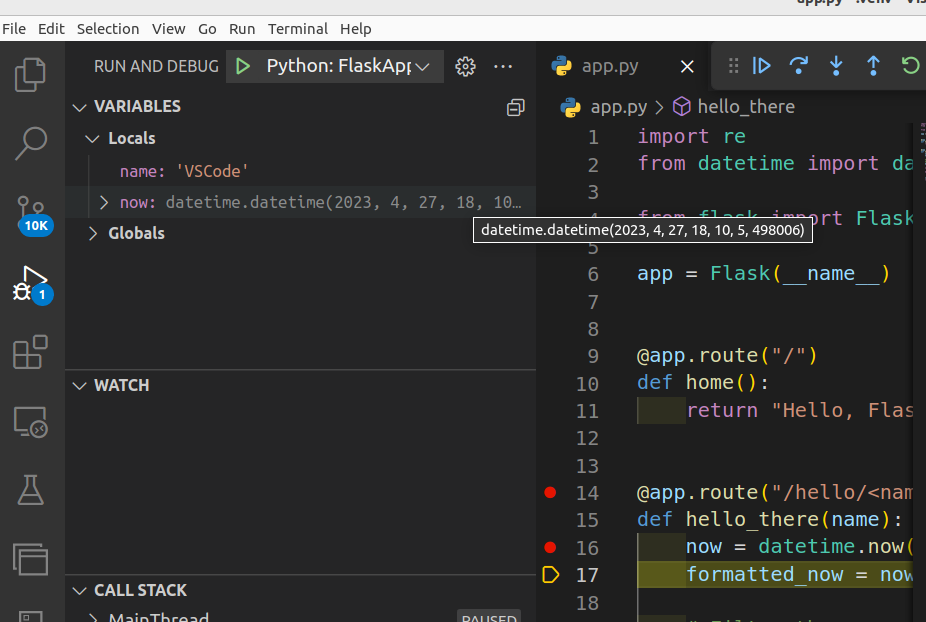 File Edit Selection View Go Run Terminal Help
RUN AND DEBUG Python: FlaskApp
VARIABLES
Locals
name: 'VSCode'
now: datetime.datetime(2023, 4, 27, 18, 10...
datetime.datetime(2023, 4, 27, 18, 10, 5, 498006)
Globals
10K
1
WATCH
CALL STACK
MainThread PAUSED
app.py
app.py > hello_there
1 import re
2 from datetime import da
3
4 from flask import Flask
5
6 app = Flask(__name__)
7
8
9 @app.route("/")
10 def home():
11 return "Hello, Flas
12
13
14 @app.route("/hello/<nam
15 def hello_there(name):
16 now = datetime.now(
17 formatted_now = now
18